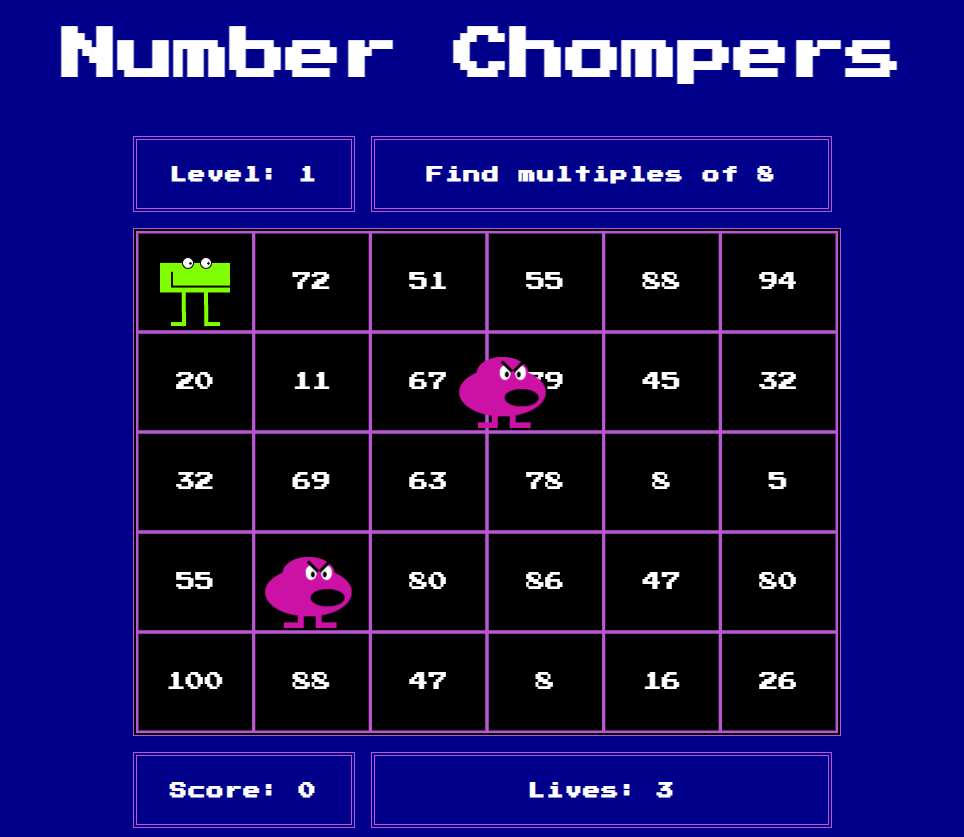 Number Chompers
Level: 1
Find multiples of 8
72 51 55 88 94
20 11 67 79 45 32
32 69 63 78 8 5
55 80 86 47 80
100 88 47 8 16 26
Score: 0
Lives: 3